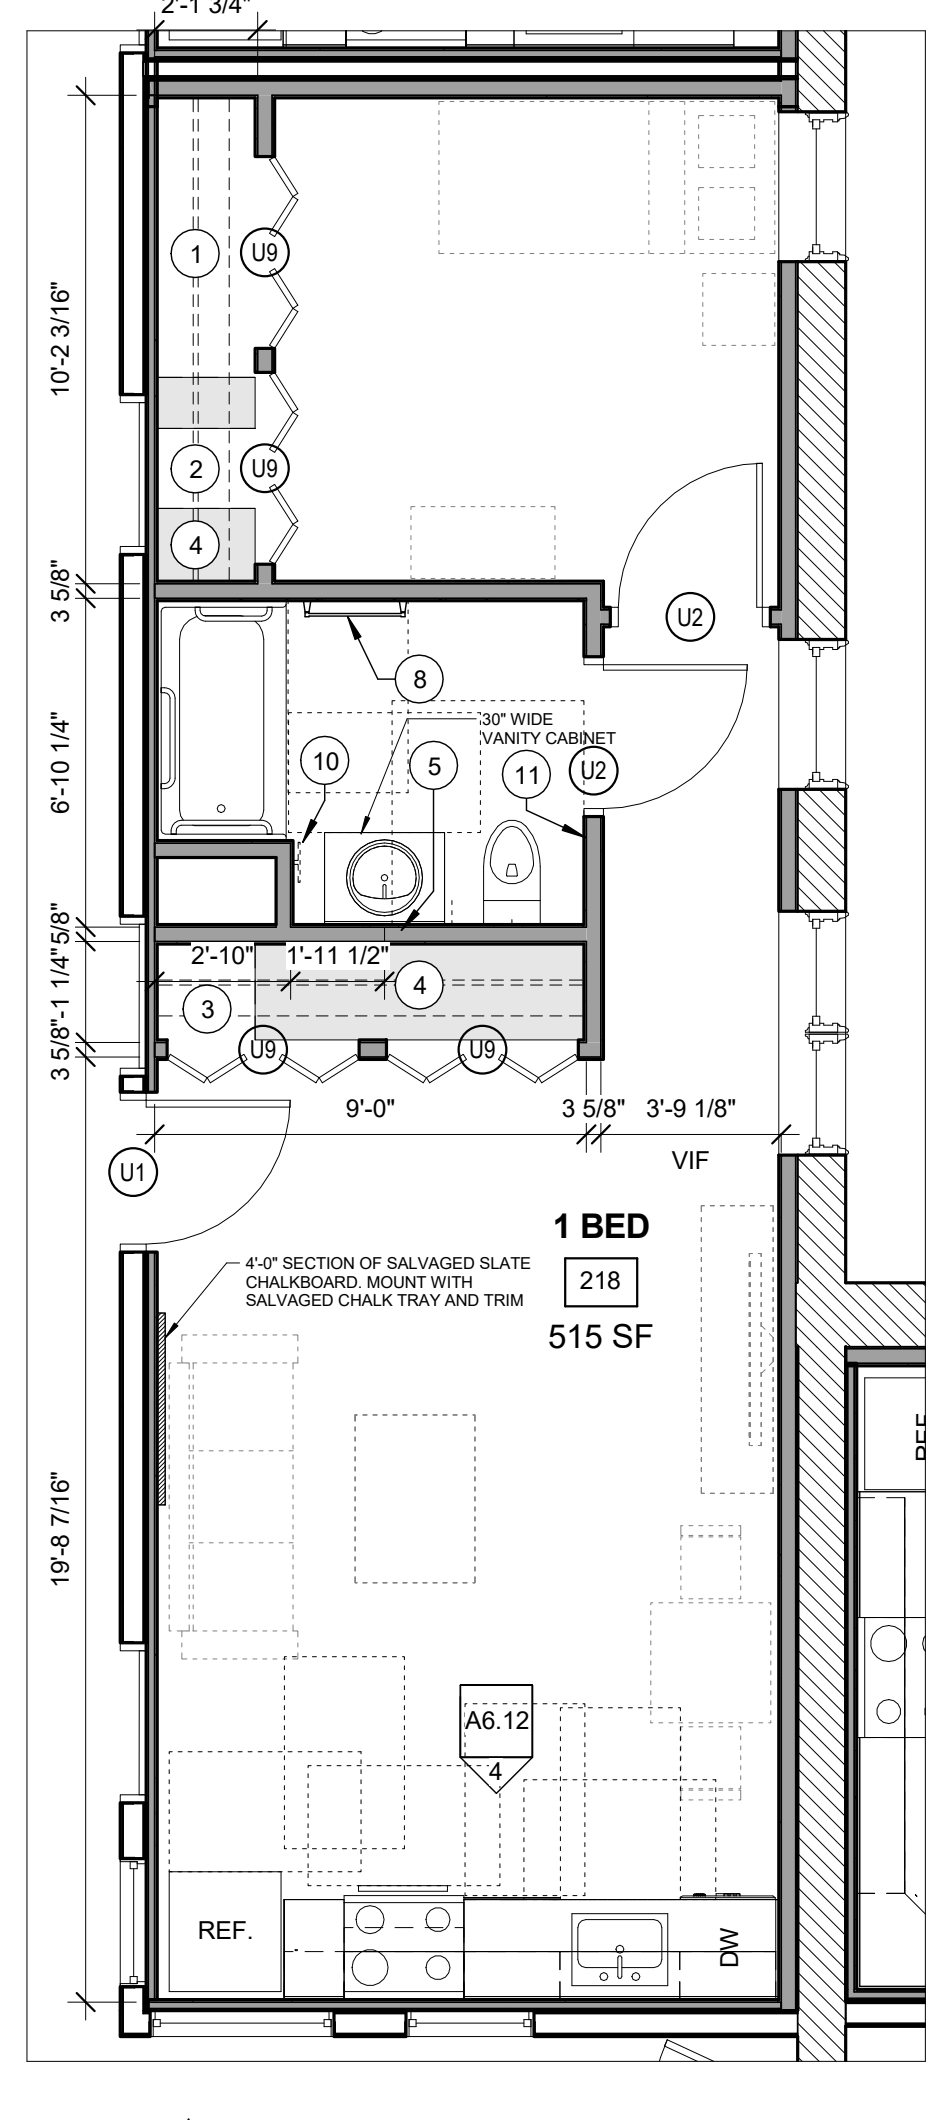 2'-1 3/4"
1
U9
10'-2 3/16"
2
U9
4
3 5/8"
U2
8
30" WIDE
VANITY CABINET
6'-10 1/4"
10
5
11
U2
5/8"
2'-10"
1'-11 1/2"
4
3
3 5/8"
-1 1/4"
U9
U9
9'-0"
3 5/8"
3'-9 1/8"
VIF
U1
1 BED
218
515 SF
4'-0" SECTION OF SALVAGED SLATE
CHALKBOARD. MOUNT WITH
SALVAGED CHALK TRAY AND TRIM
19'-8 7/16"
A6.12
4
REF.
DW